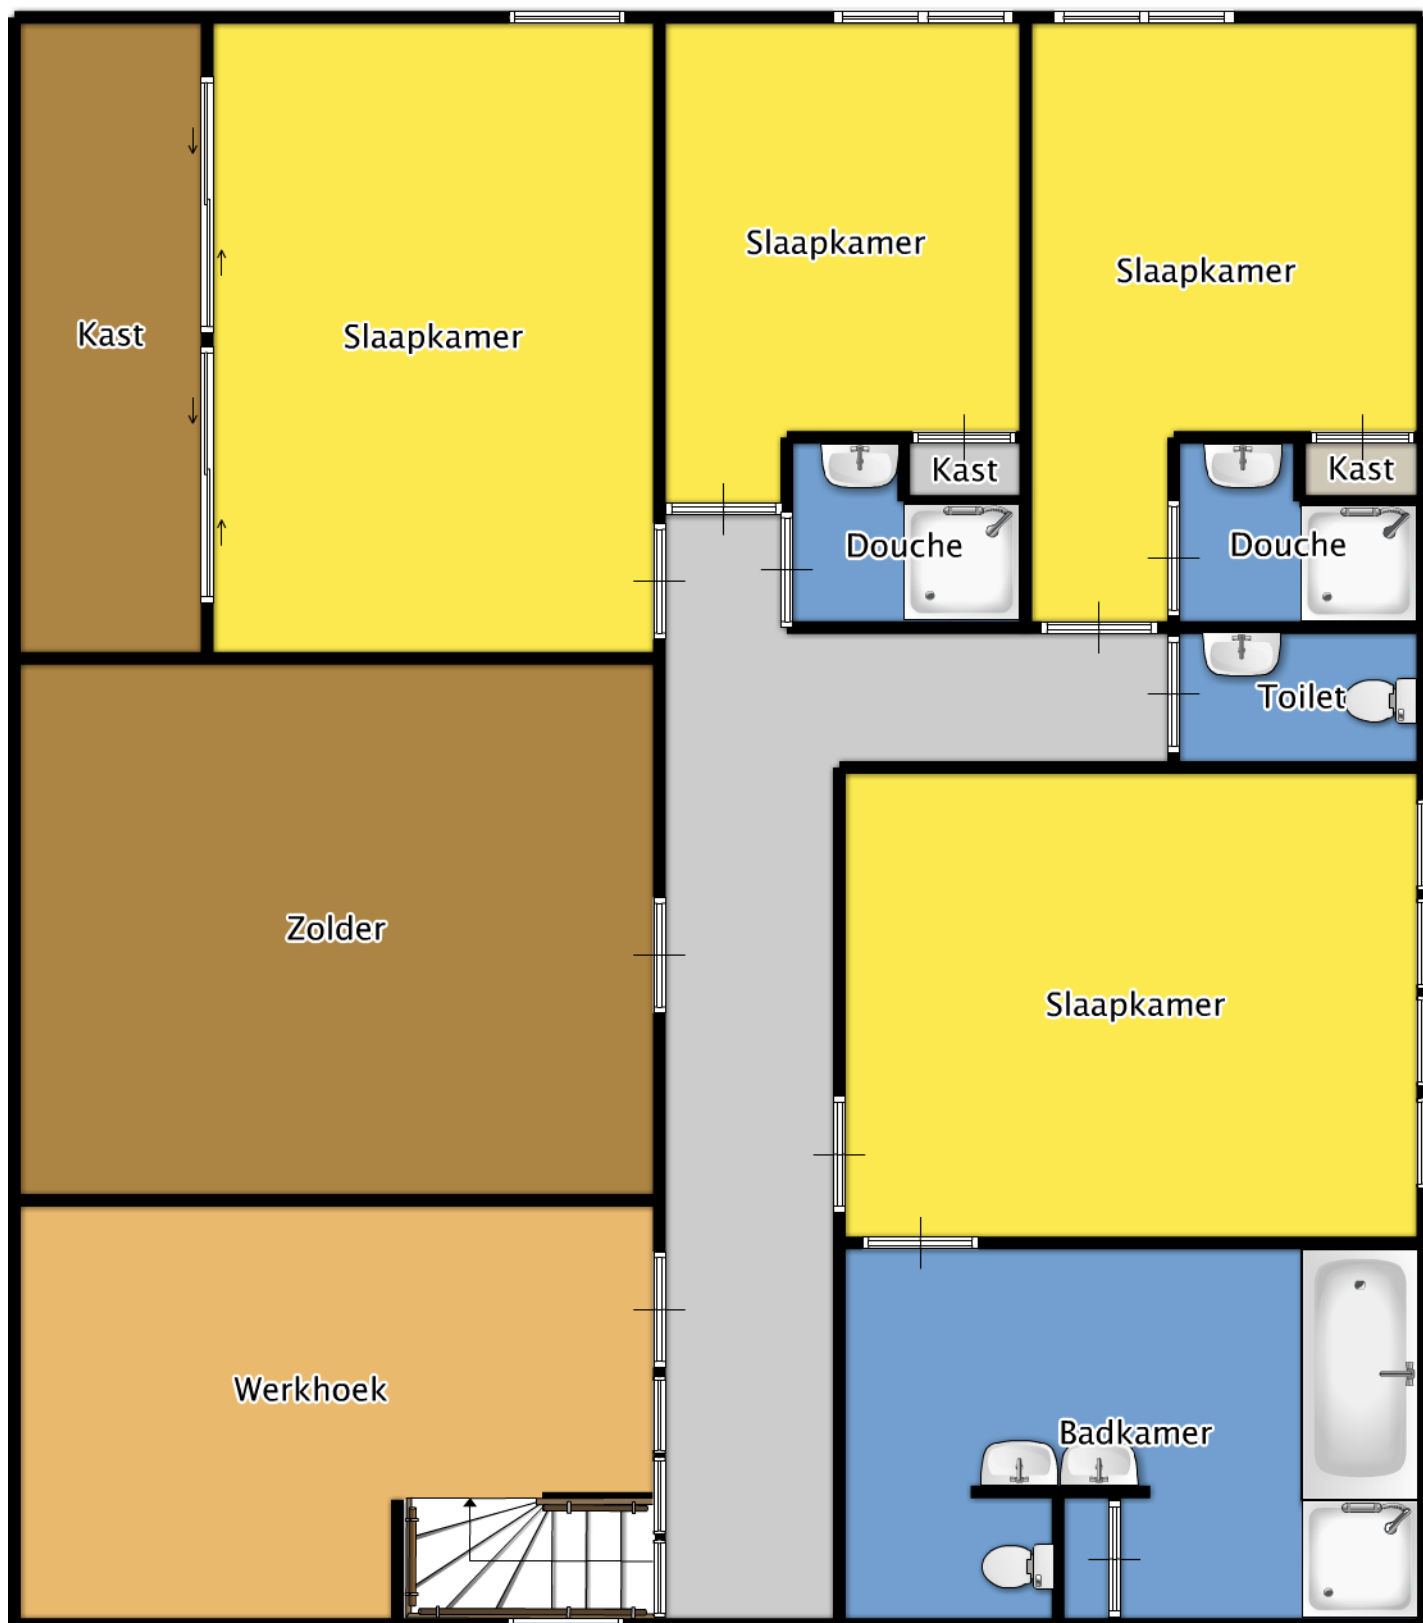 Slaapkamer
Slaapkamer
Kast
Slaapkamer
Kast
Kast
Douche
Douche
Toilet
Zolder
Slaapkamer
Werkhoek
Badkamer